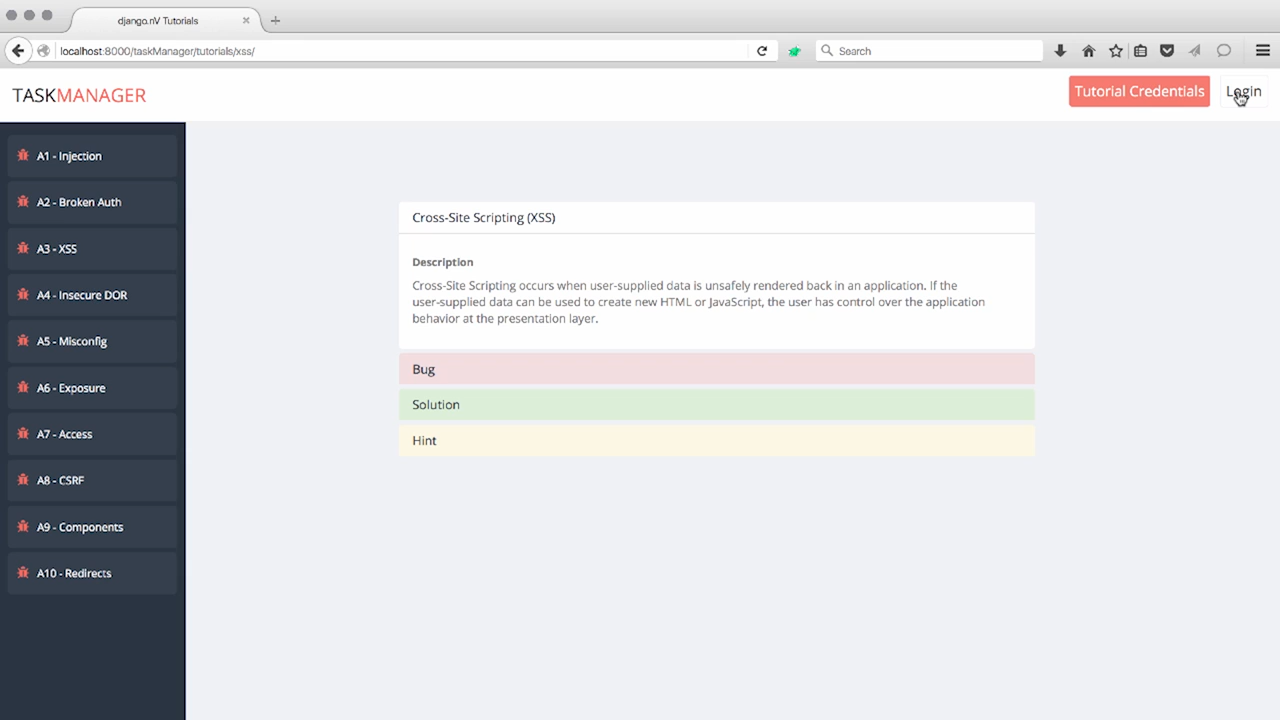 django.nV Tutorials
localhost:8000/taskManager/tutorials/xss/
Search
TASKMANAGER
Tutorial Credentials
Login
A1 - Injection
A2 - Broken Auth
A3 - XSS
A4 - Insecure DOR
A5 - Misconfig
A6 - Exposure
A7 - Access
A8 - CSRF
A9 - Components
A10 - Redirects
Cross-Site Scripting (XSS)
Description
Cross-Site Scripting occurs when user-supplied data is unsafely rendered back in an application. If the
user-supplied data can be used to create new HTML or JavaScript, the user has control over the application
behavior at the presentation layer.
Bug
Solution
Hint